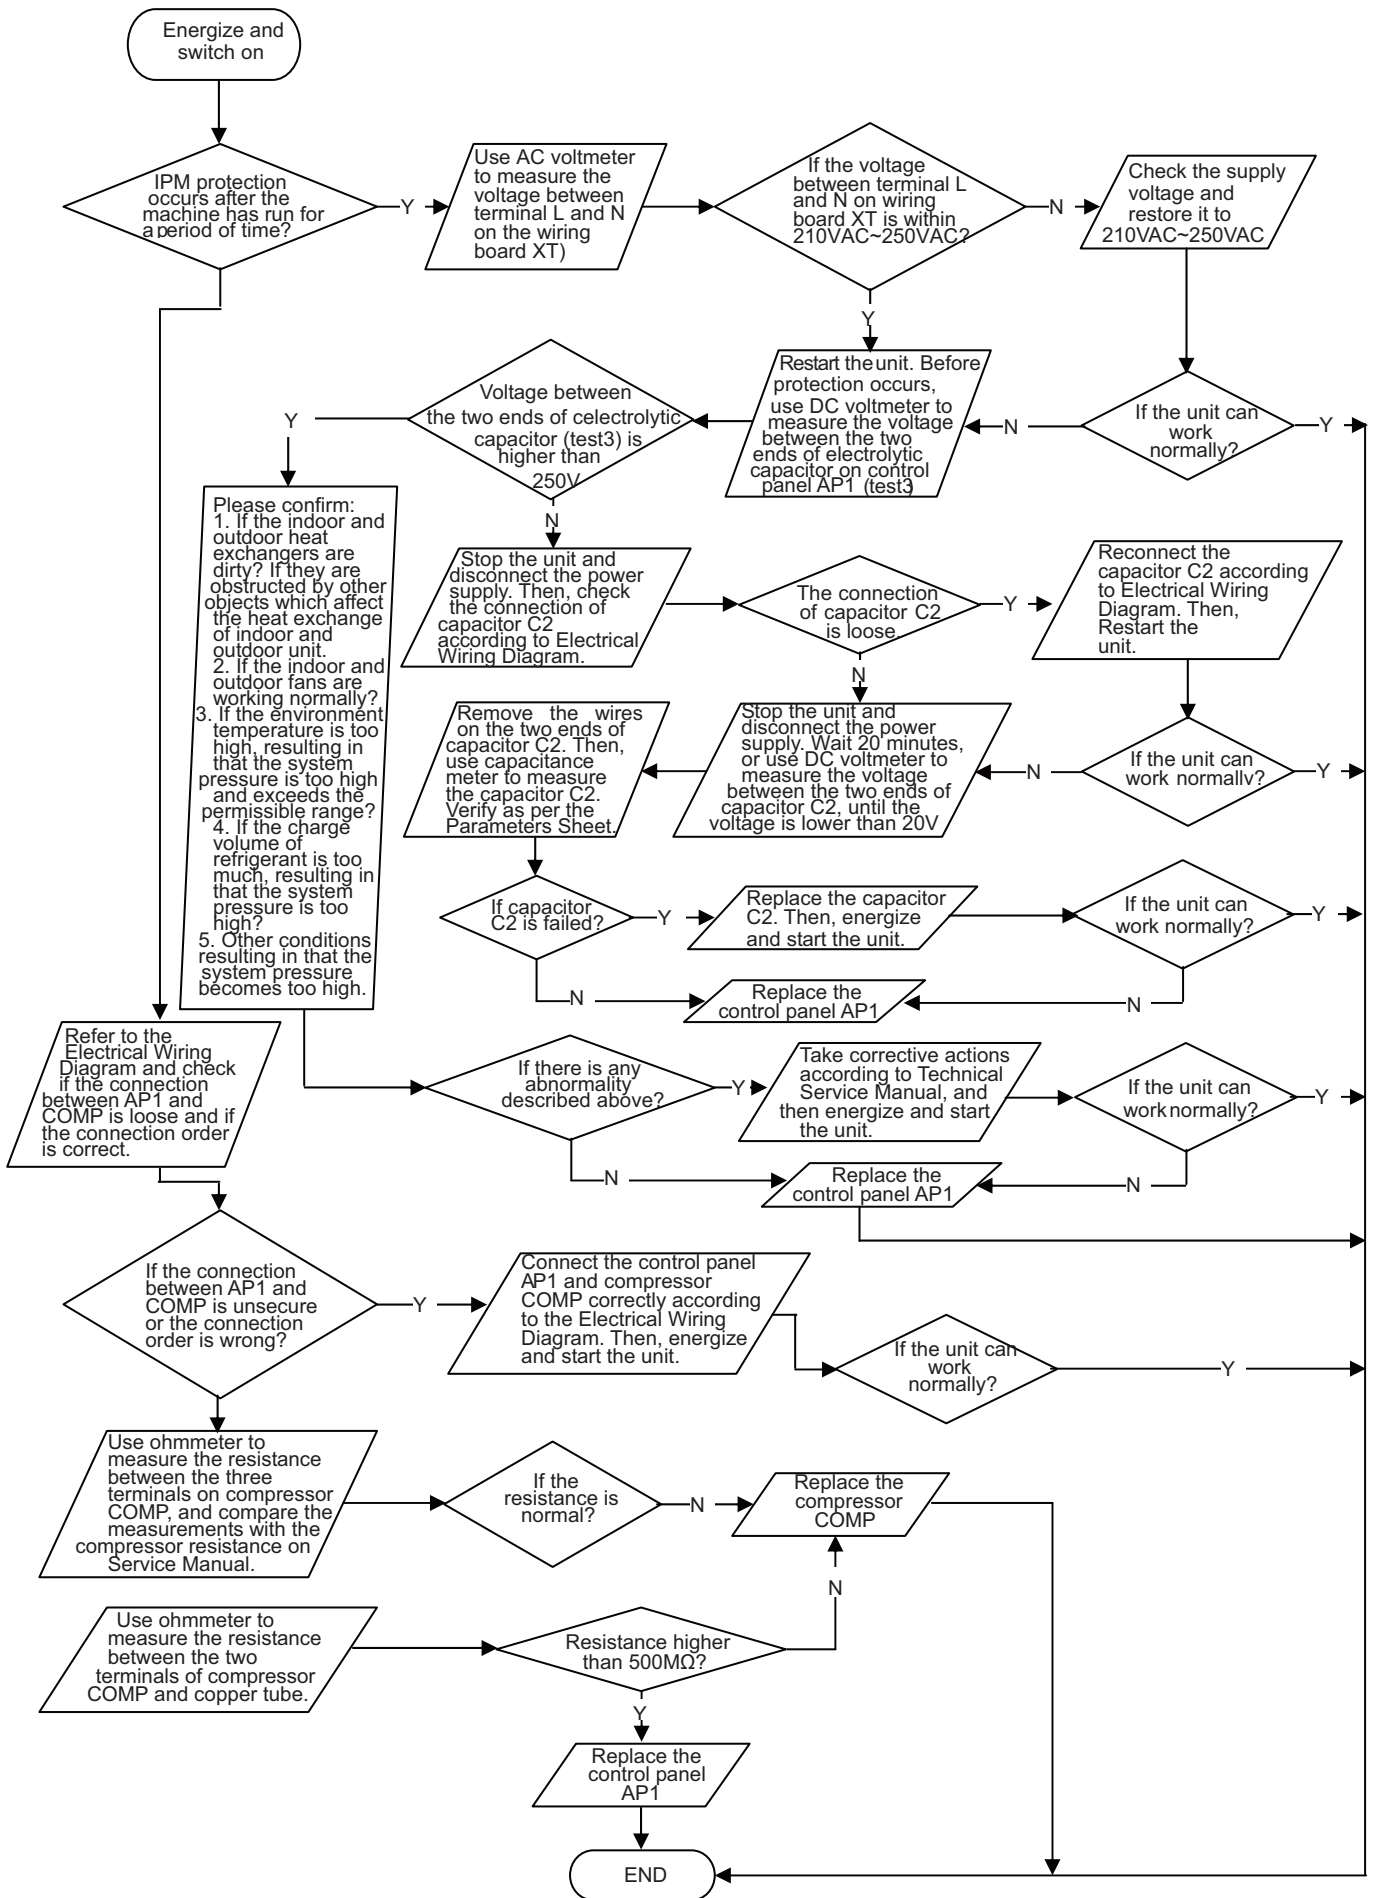 Energize and
switch on
IPM protection
occurs after the
machine has run for
a period of time?
Y
Use AC voltmeter
to measure the
voltage between
terminal L and N
on the wiring
board XT)
If the voltage
between terminal L
and N on wiring
board XT is within
210VAC~250VAC?
N
Check the supply
voltage and
restore it to
210VAC~250VAC
Y
Restart the unit. Before
protection occurs,
use DC voltmeter to
measure the voltage
between the two
ends of electrolytic
capacitor on control
panel AP1 (test3)
N
If the unit can
work
normally?
Y
Voltage between
the two ends of celectrolytic
capacitor (test3) is
higher than
250V
Y
N
Please confirm:
1. If the indoor and
outdoor heat
exchangers are
dirty? If they are
obstructed by other
objects which affect
the heat exchange
of indoor and
outdoor unit.
2. If the indoor and
outdoor fans are
working normally?
3. If the environment
temperature is too
high, resulting in
that the system
pressure is too high
and exceeds the
permissible range?
4. If the charge
volume of
refrigerant is too
much, resulting in
that the system
pressure is too
high?
5. Other conditions
resulting in that the
system pressure
becomes too high.
Stop the unit and
disconnect the power
supply. Then, check
the connection of
capacitor C2
according to Electrical
Wiring Diagram.
The connection
of capacitor C2
is loose.
Y
Reconnect the
capacitor C2 according
to Electrical Wiring
Diagram. Then,
Restart the
unit.
N
Remove the wires
on the two ends of
capacitor C2. Then,
use capacitance
meter to measure
the capacitor C2.
Verify as per the
Parameters Sheet.
Stop the unit and
disconnect the power
supply. Wait 20 minutes,
or use DC voltmeter to
measure the voltage
between the two ends of
capacitor C2, until the
voltage is lower than 20V
N
If the unit can
work normally?
Y
If capacitor
C2 is failed?
Y
Replace the capacitor
C2. Then, energize
and start the unit.
If the unit can
work normally?
Y
N
Replace the
control panel AP1
N
Refer to the
Electrical Wiring
Diagram and check
if the connection
between AP1 and
COMP is loose and if
the connection order
is correct.
If there is any
abnormality
described above?
Y
Take corrective actions
according to Technical
Service Manual, and
then energize and start
the unit.
If the unit can
work normally?
Y
N
Replace the
control panel AP1
N
If the connection
between AP1 and
COMP is unsecure
or the connection
order is wrong?
Y
Connect the control panel
AP1 and compressor
COMP correctly according
to the Electrical Wiring
Diagram. Then, energize
and start the unit.
If the unit can
work
normally?
Y
Use ohmmeter to
measure the resistance
between the three
terminals on compressor
COMP, and compare the
measurements with the
compressor resistance on
Service Manual.
If the
resistance is
normal?
N
Replace the
compressor
COMP
N
Use ohmmeter to
measure the resistance
between the two
terminals of compressor
COMP and copper tube.
Resistance higher
than 500MΩ?
Y
Replace the
control panel
AP1
END